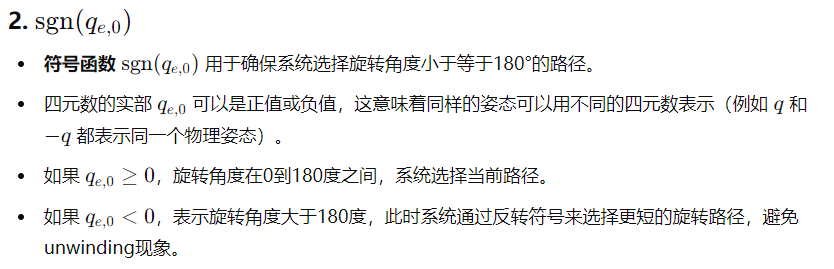 2. sgn(q_{e,0})
• 符号函数 sgn(q_{e,0}) 用于确保系统选择旋转角度小于等于180°的路径。
• 四元数的实部 q_{e,0} 可以是正值或负值，这意味着同样的姿态可以用不同的四元数表示（例如 q 和
−q 都表示同一个物理姿态）。
• 如果 q_{e,0} ≥ 0，旋转角度在0到180度之间，系统选择当前路径。
• 如果 q_{e,0} < 0，表示旋转角度大于180度，此时系统通过反转符号来选择更短的旋转路径，避免
unwinding现象。